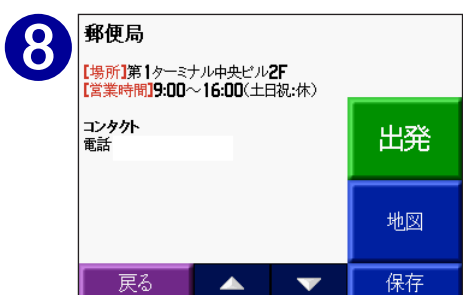 8
郵便局
【場所】第1ターミナル中央ビル2F
【営業時間】9:00～16:00(土日祝:休)
コンタクト
電話
出発
地図
戻る
保存